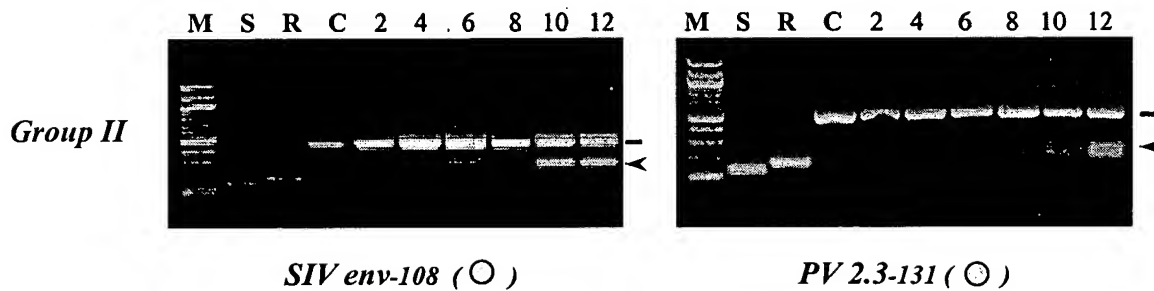 M S R C 2 4 6 8 10 12
M S R C 2 4 6 8 10 12
Group II
SIV env-108 ( )
PV 2.3-131 ( )